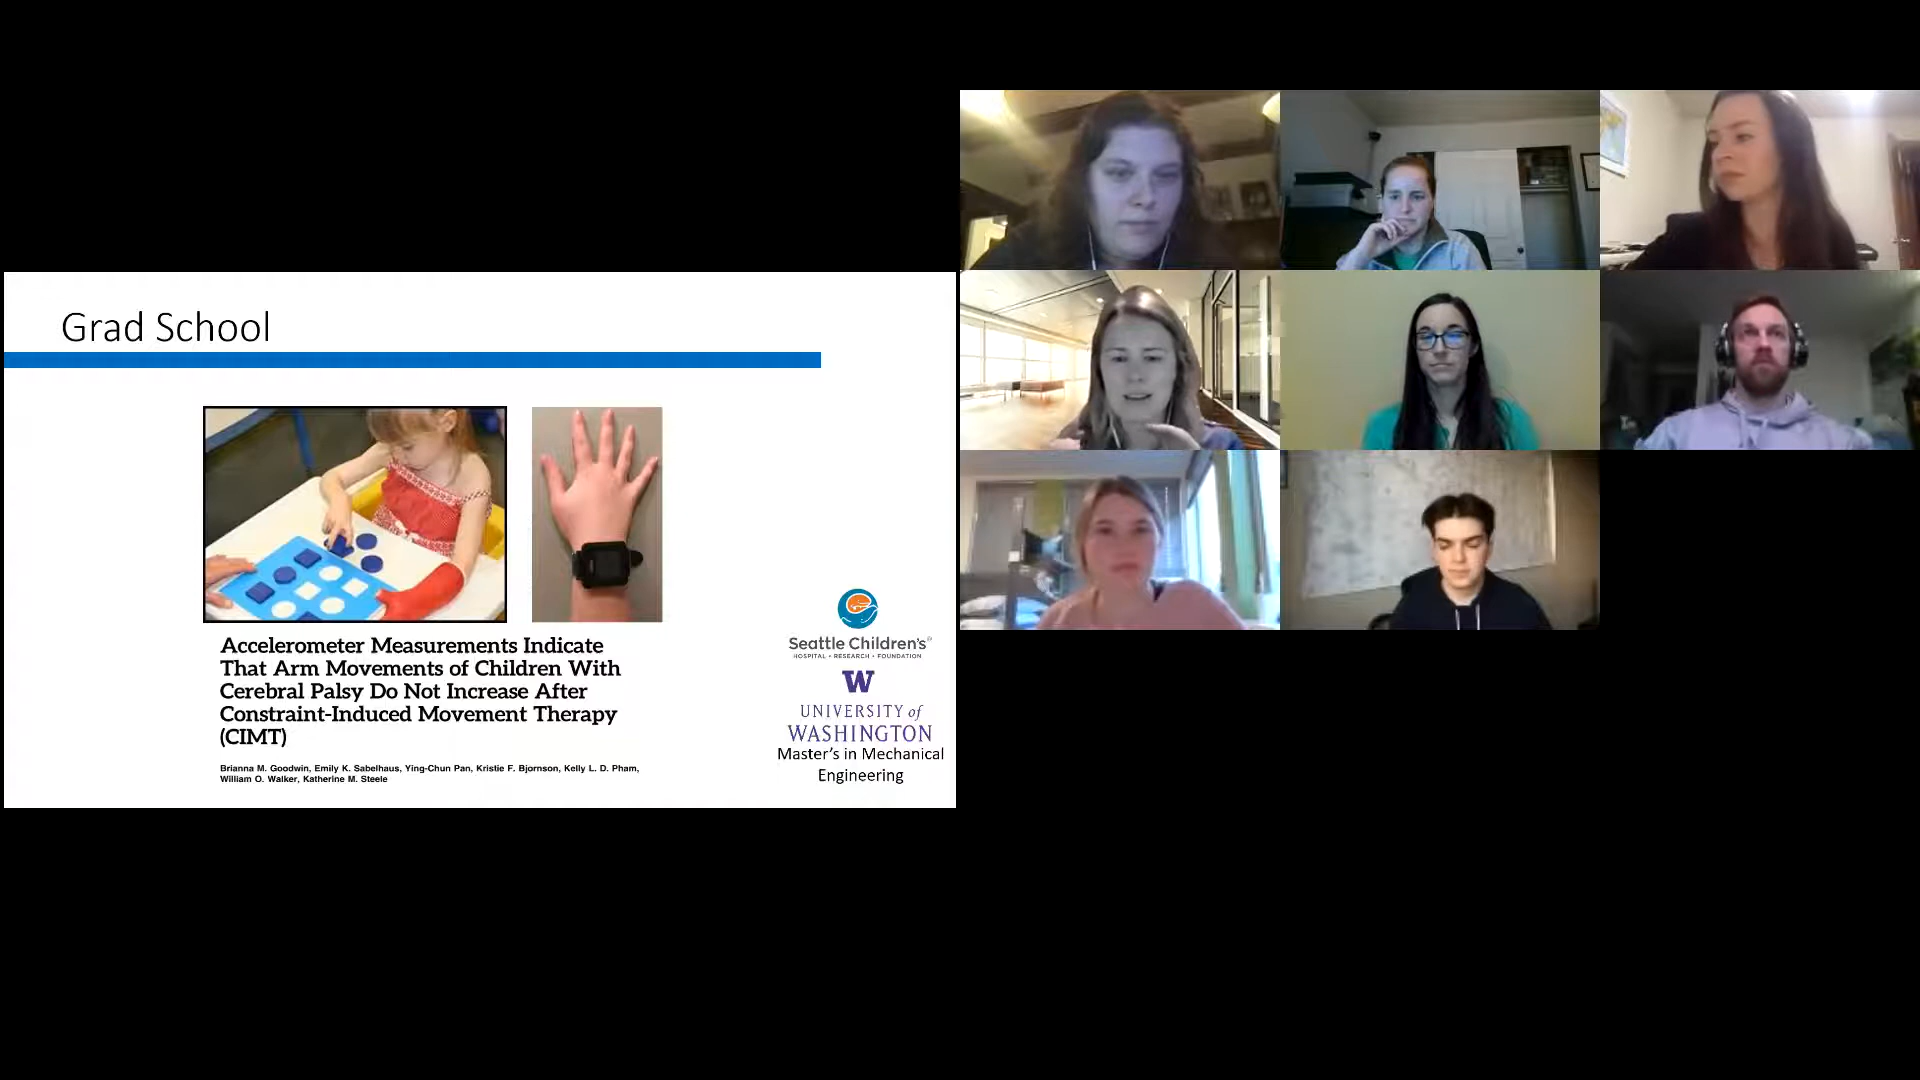 Grad School
Accelerometer Measurements Indicate
That Arm Movements of Children With
Cerebral Palsy Do Not Increase After
Constraint-Induced Movement Therapy
(CIMT)
Brianna M. Goodwin, Emily K. Sabelhaus, Ying-Chun Pan, Kristie F. Bjornson, Kelly L. D. Pham,
William O. Walker, Katherine M. Steele
Seattle Children's®
HOSPITAL • RESEARCH • FOUNDATION
W
UNIVERSITY of
WASHINGTON
Master's in Mechanical
Engineering